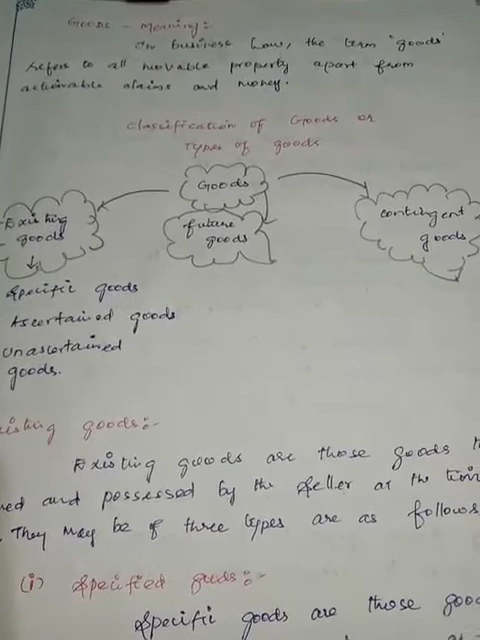 Goods - Meaning:-
In business law, the term 'goods'
refers to all movable property apart from
actionable claims and money.
Classification of Goods or
Types of goods
Goods
Existing
goods
future
goods
contingent
goods
Specific goods
Ascertained goods
Unascertained
goods.
goods:-
Existing goods are those goods
and possessed by the seller at the
. They may be of three types are as follows
(i) Specified goods:-
Specific goods are those